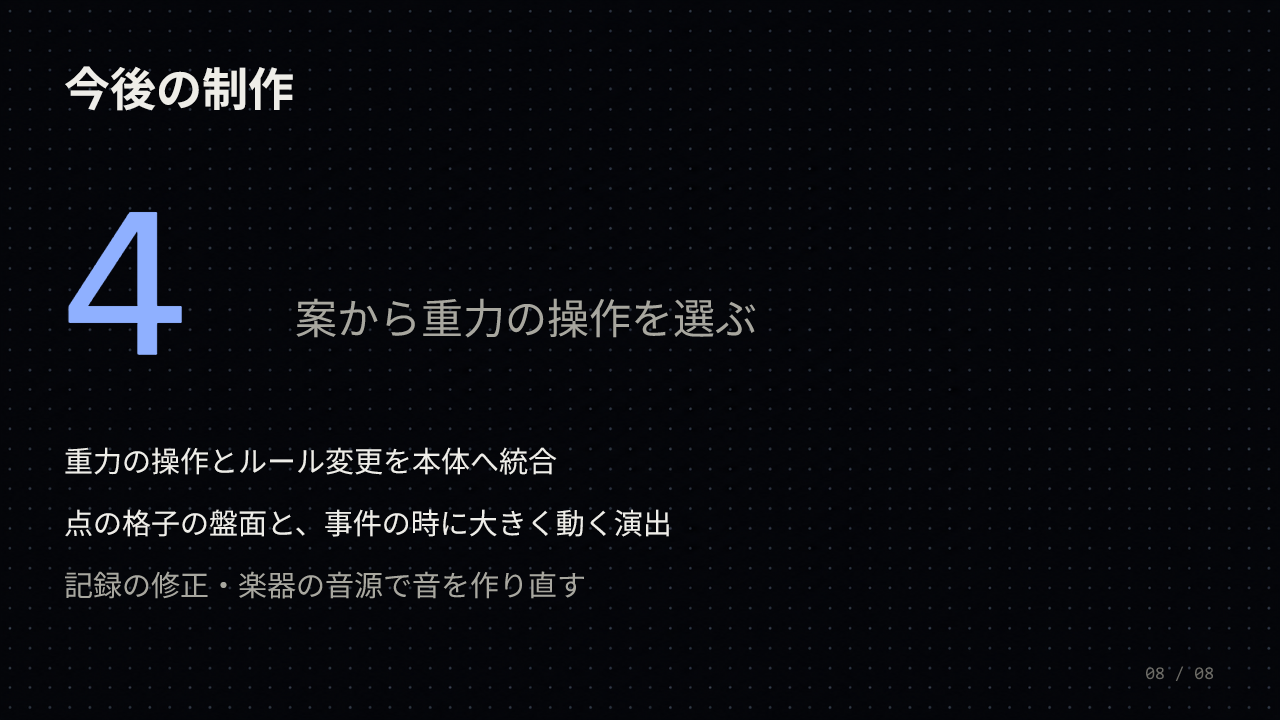 今後の制作
4 案から重力の操作を選ぶ
重力の操作とルール変更を本体へ統合
点の格子の盤面と、事件の時に大きく動く演出
記録の修正・楽器の音源で音を作り直す
08 / 08